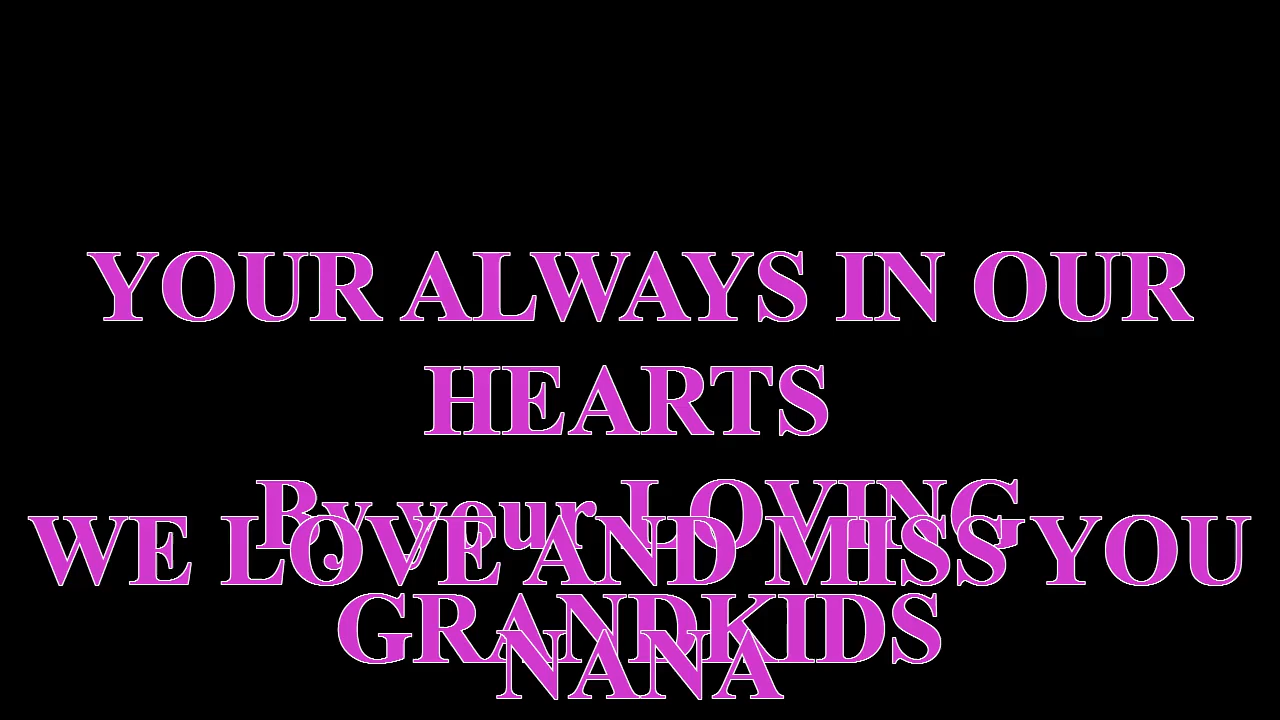 YOUR ALWAYS IN OUR
HEARTS
By your LOVING
WE LOVE AND MISS YOU
GRANDKIDS
NANA